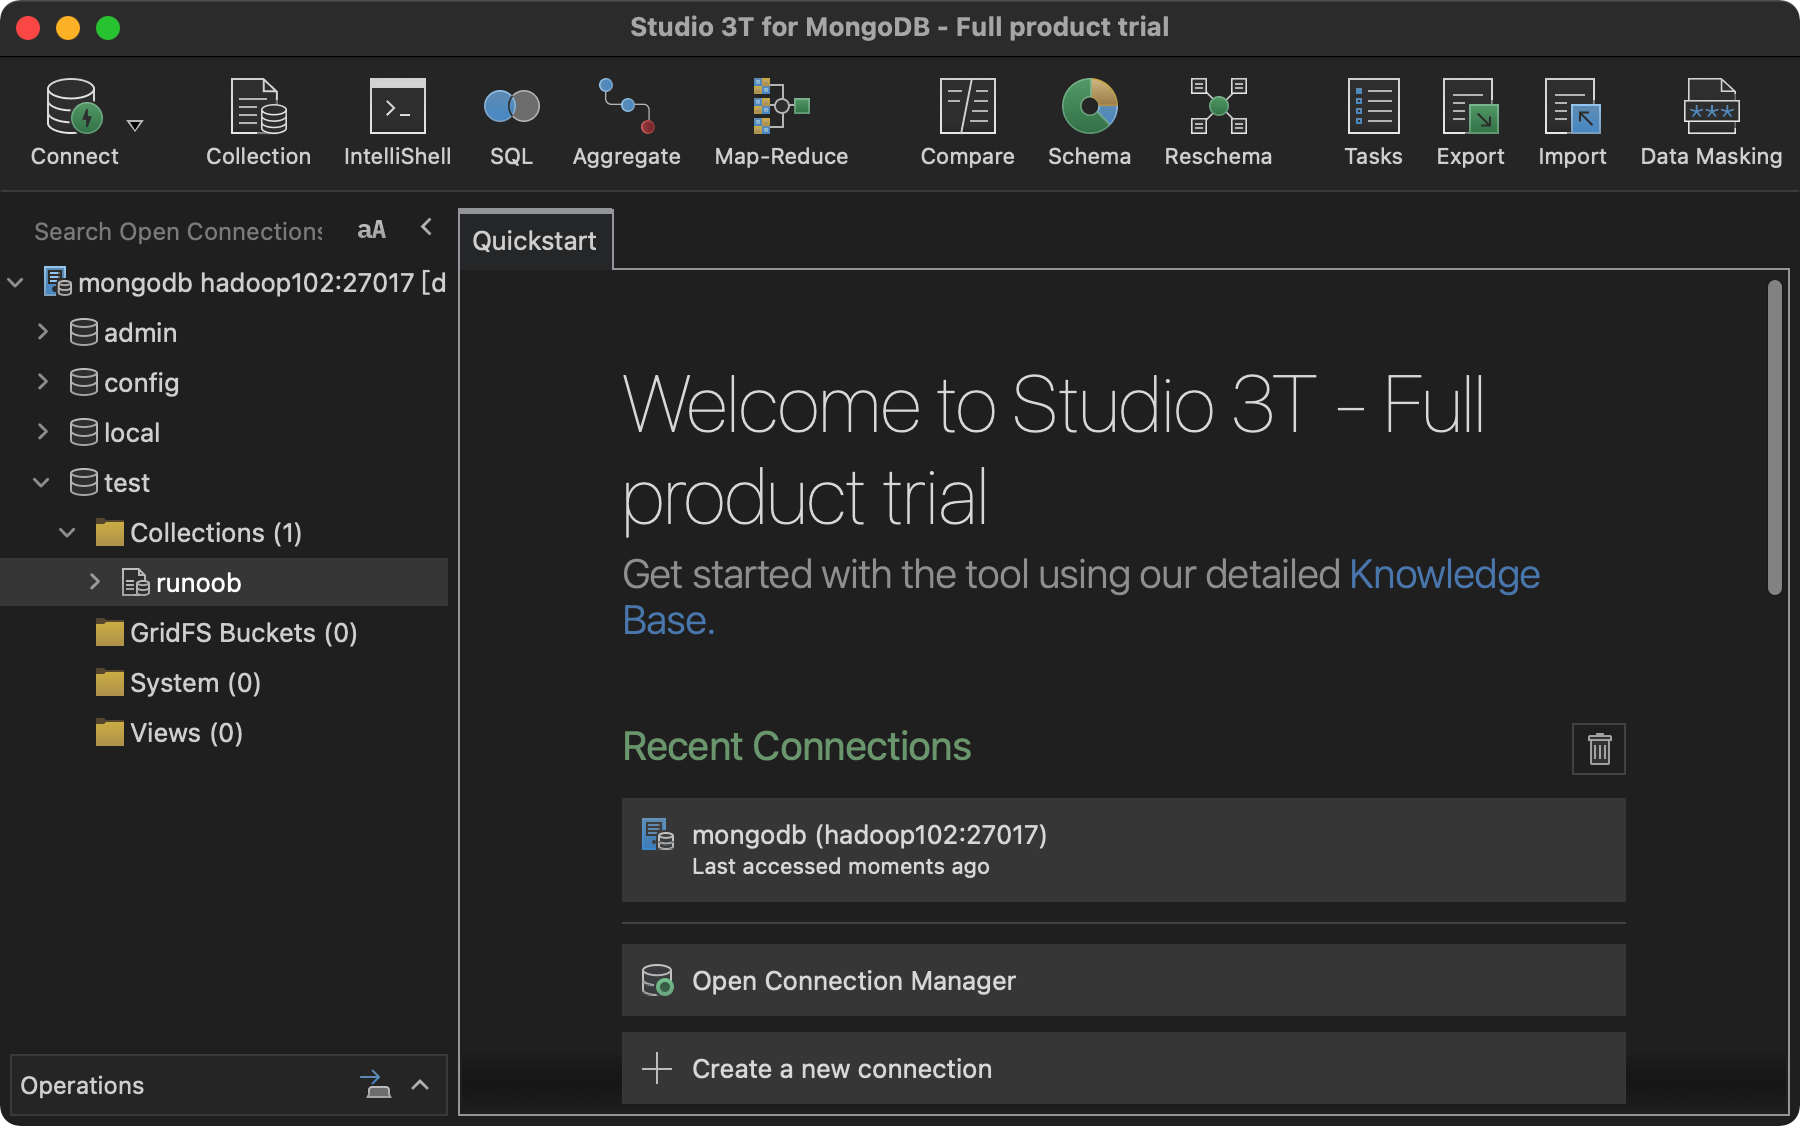 Studio 3T for MongoDB - Full product trial
Connect
Collection
IntelliShell
SQL
Aggregate
Map-Reduce
Compare
Schema
Reschema
Tasks
Export
Import
Data Masking
***
Search Open Connections
aA
Quickstart
mongodb hadoop102:27017 [d
admin
config
local
test
Collections (1)
runoob
GridFS Buckets (0)
System (0)
Views (0)
Operations
Welcome to Studio 3T - Full
product trial
Get started with the tool using our detailed Knowledge
Base.
Recent Connections
mongodb (hadoop102:27017)
Last accessed moments ago
Open Connection Manager
Create a new connection